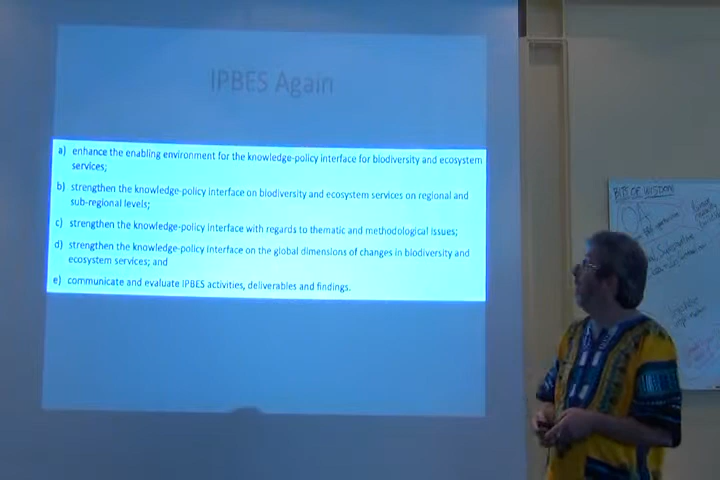 IPBES Again
a) enhance the enabling environment for the knowledge-policy interface for biodiversity and ecosystem
services;
b) strengthen the knowledge-policy interface on biodiversity and ecosystem services on regional and
sub-regional levels;
c) strengthen the knowledge-policy interface with regards to thematic and methodological issues;
d) strengthen the knowledge-policy interface on the global dimensions of changes in biodiversity and
ecosystem services; and
e) communicate and evaluate IPBES activities, deliverables and findings.
BITS OF WISDOM